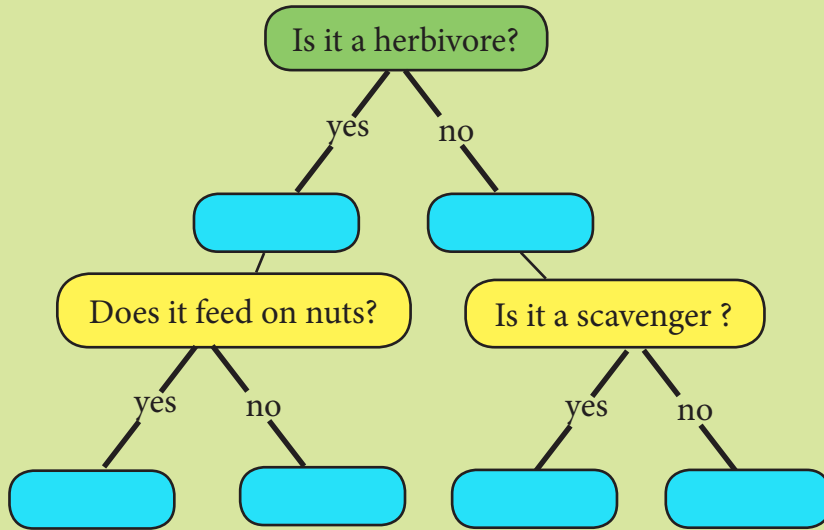 Is it a herbivore?
yes
no
Does it feed on nuts?
Is it a scavenger ?
yes
no
yes
no